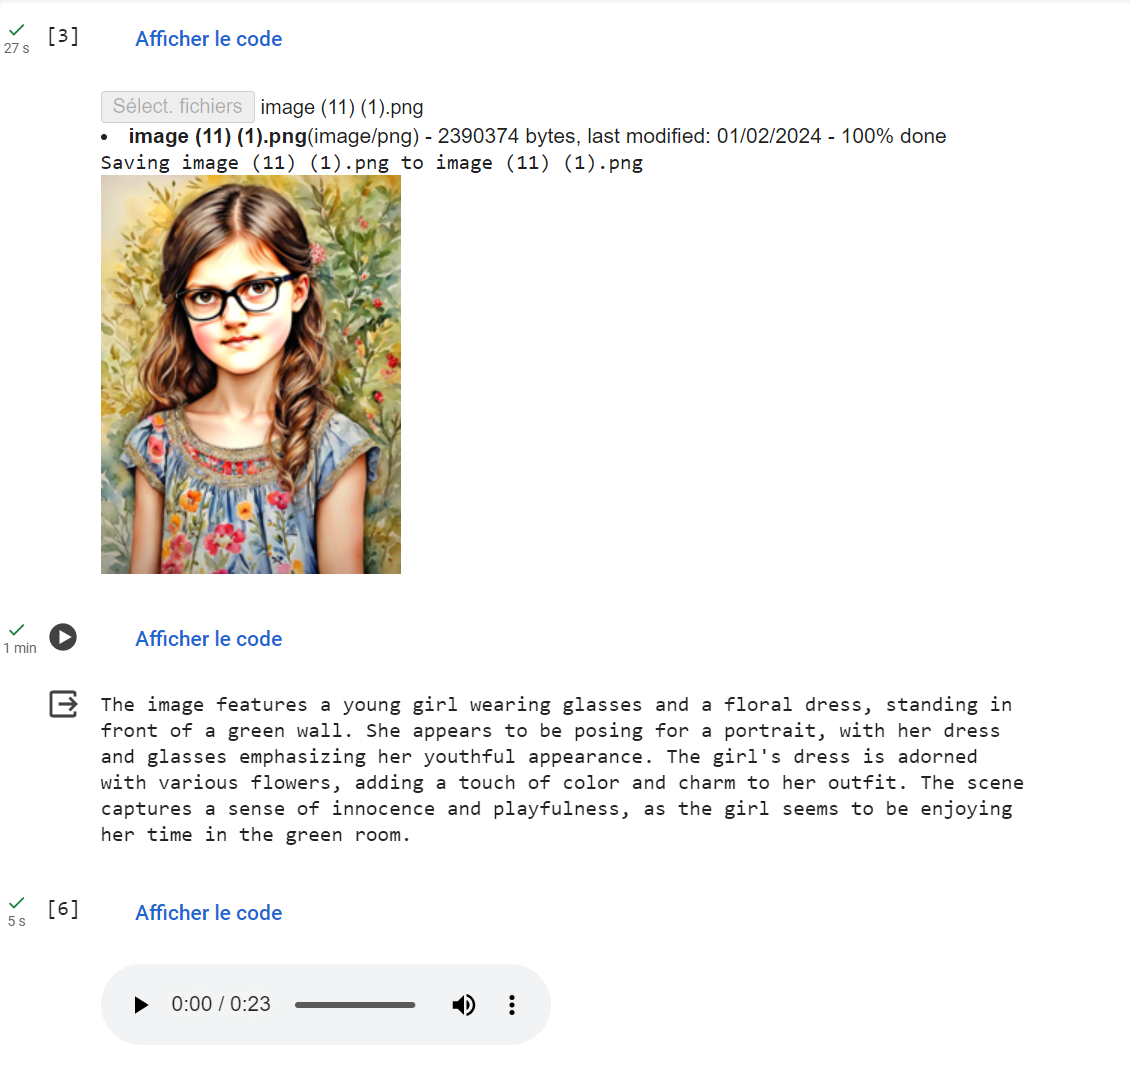 [3] Afficher le code
27 s
Sélect. fichiers image (11) (1).png
• image (11) (1).png(image/png) - 2390374 bytes, last modified: 01/02/2024 - 100% done
Saving image (11) (1).png to image (11) (1).png
Afficher le code
1 min
The image features a young girl wearing glasses and a floral dress, standing in
front of a green wall. She appears to be posing for a portrait, with her dress
and glasses emphasizing her youthful appearance. The girl's dress is adorned
with various flowers, adding a touch of color and charm to her outfit. The scene
captures a sense of innocence and playfulness, as the girl seems to be enjoying
her time in the green room.
[6] Afficher le code
5 s
0:00 / 0:23